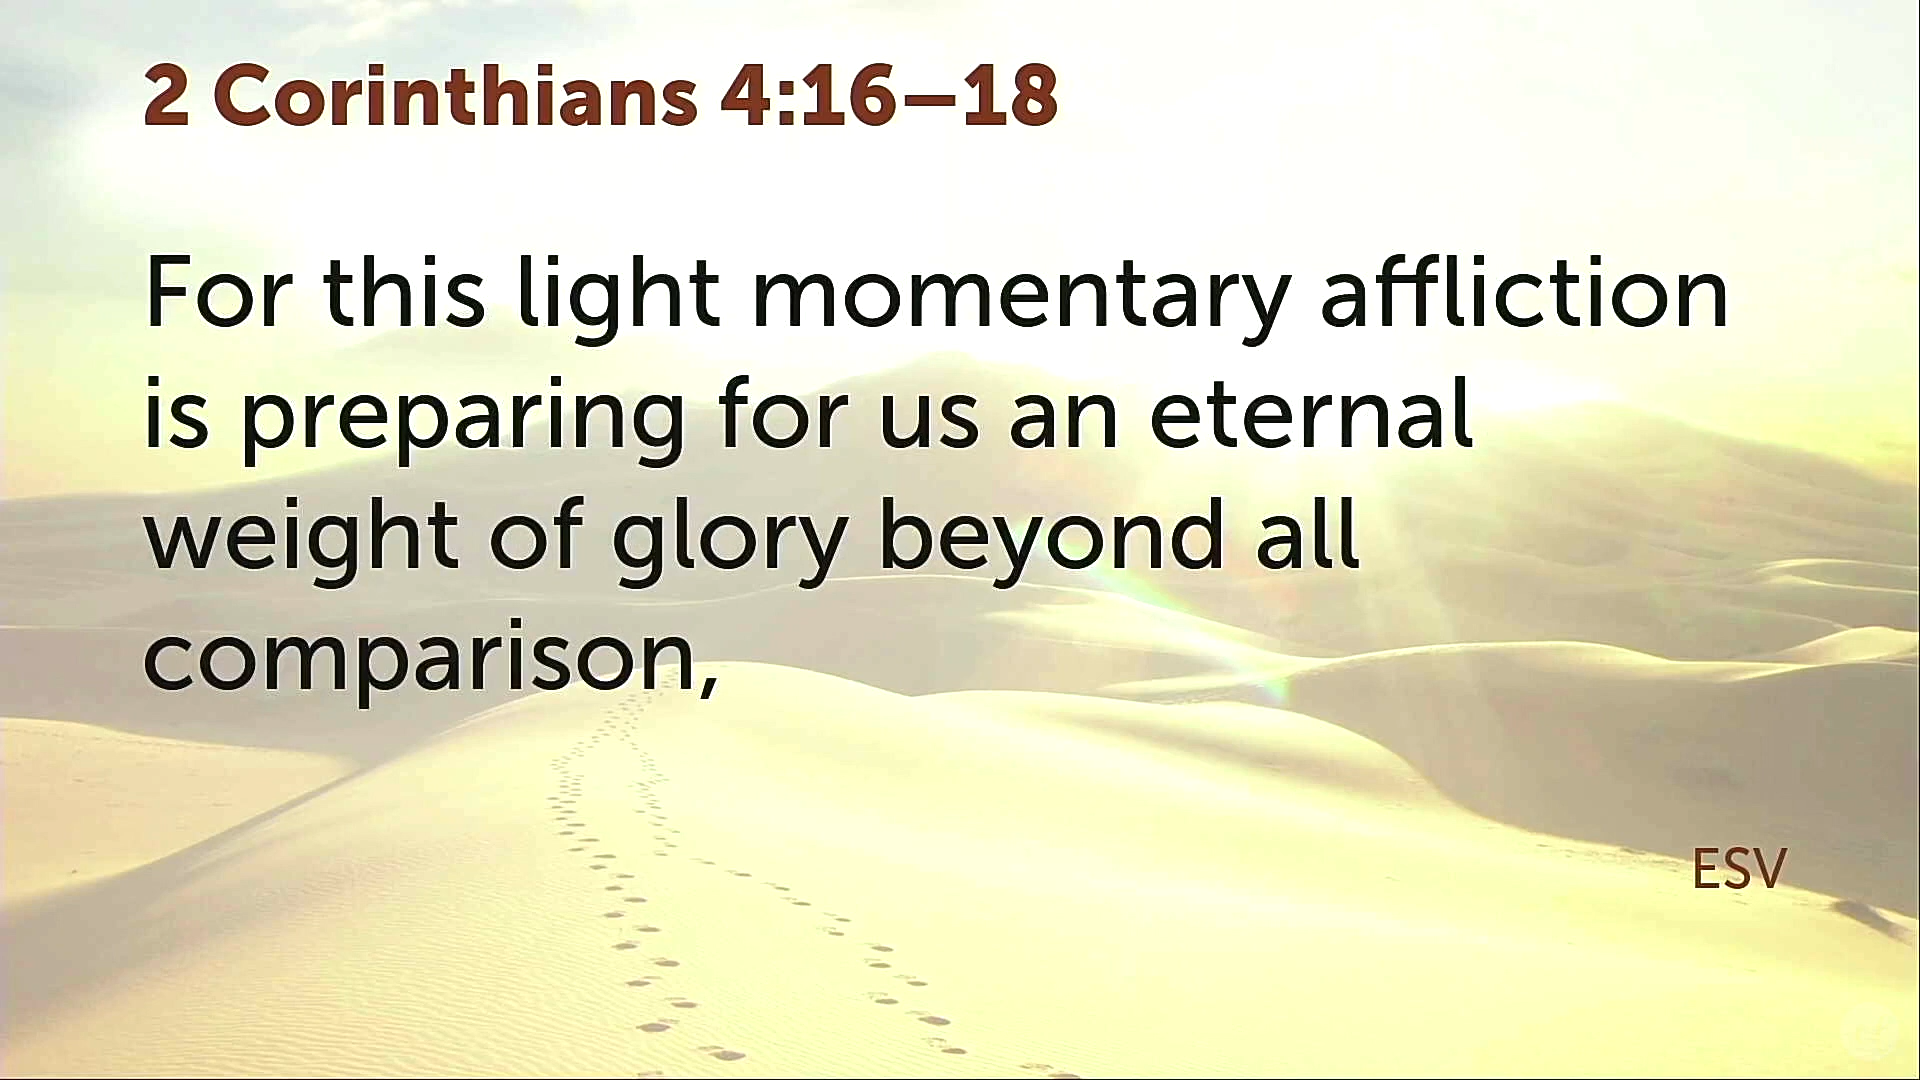 2 Corinthians 4:16–18
For this light momentary affliction
is preparing for us an eternal
weight of glory beyond all
comparison,
ESV